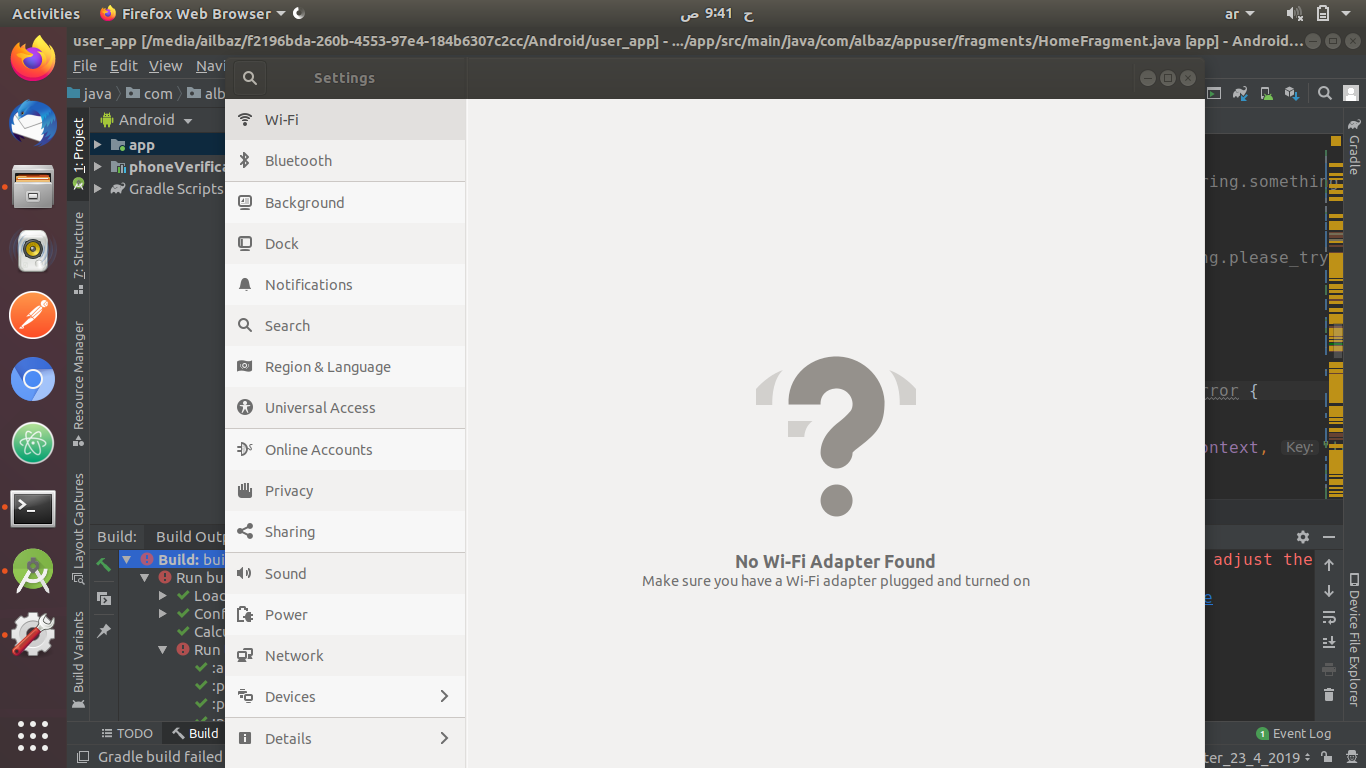 Activities
Firefox Web Browser
ص 9:41 ح
ar
user_app [/media/ailbaz/f2196bda-260b-4553-97e4-184b6307c2cc/Android/user_app] - .../app/src/main/java/com/albaz/appuser/fragments/HomeFragment.java [app] - Android...
File Edit View Navi
Settings
java com alb
Android
app
phoneVerifica
Gradle Scripts
1: Project
7: Structure
Resource Manager
Layout Captures
Build Variants
Wi-Fi
Bluetooth
Background
Dock
Notifications
Search
Region & Language
Universal Access
Online Accounts
Privacy
Sharing
Sound
Power
Network
Devices
Details
No Wi-Fi Adapter Found
Make sure you have a Wi-Fi adapter plugged and turned on
ring.something
ng.please_try
rror {
ontext, Key:
Gradle
Device File Explorer
Build: Build Outp
Build: bui
Run bu
Load
Conf
Calcu
Run
:a
:p
:p
adjust the
e
TODO
Build
1 Event Log
Gradle build failed
ter_23_4_2019